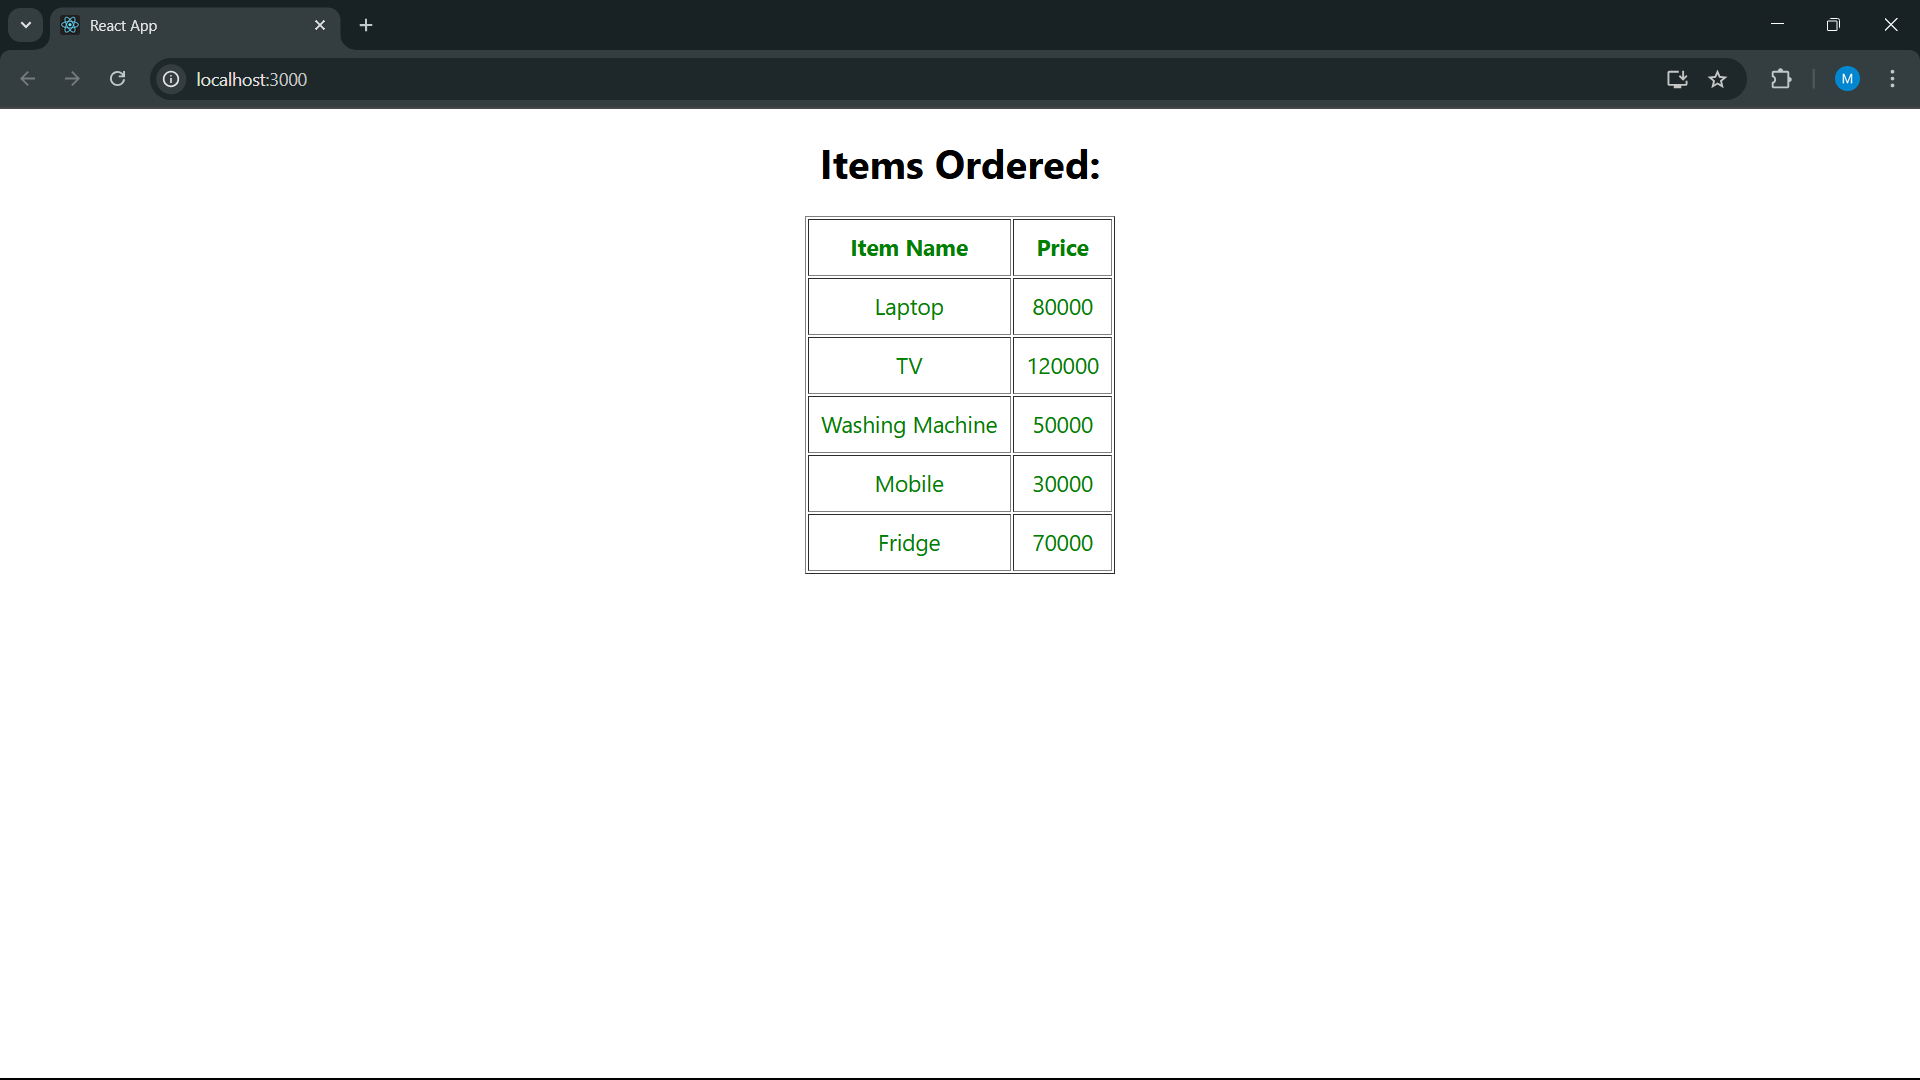 React App
localhost:3000
M
Items Ordered:
Item Name Price
Laptop 80000
TV 120000
Washing Machine 50000
Mobile 30000
Fridge 70000